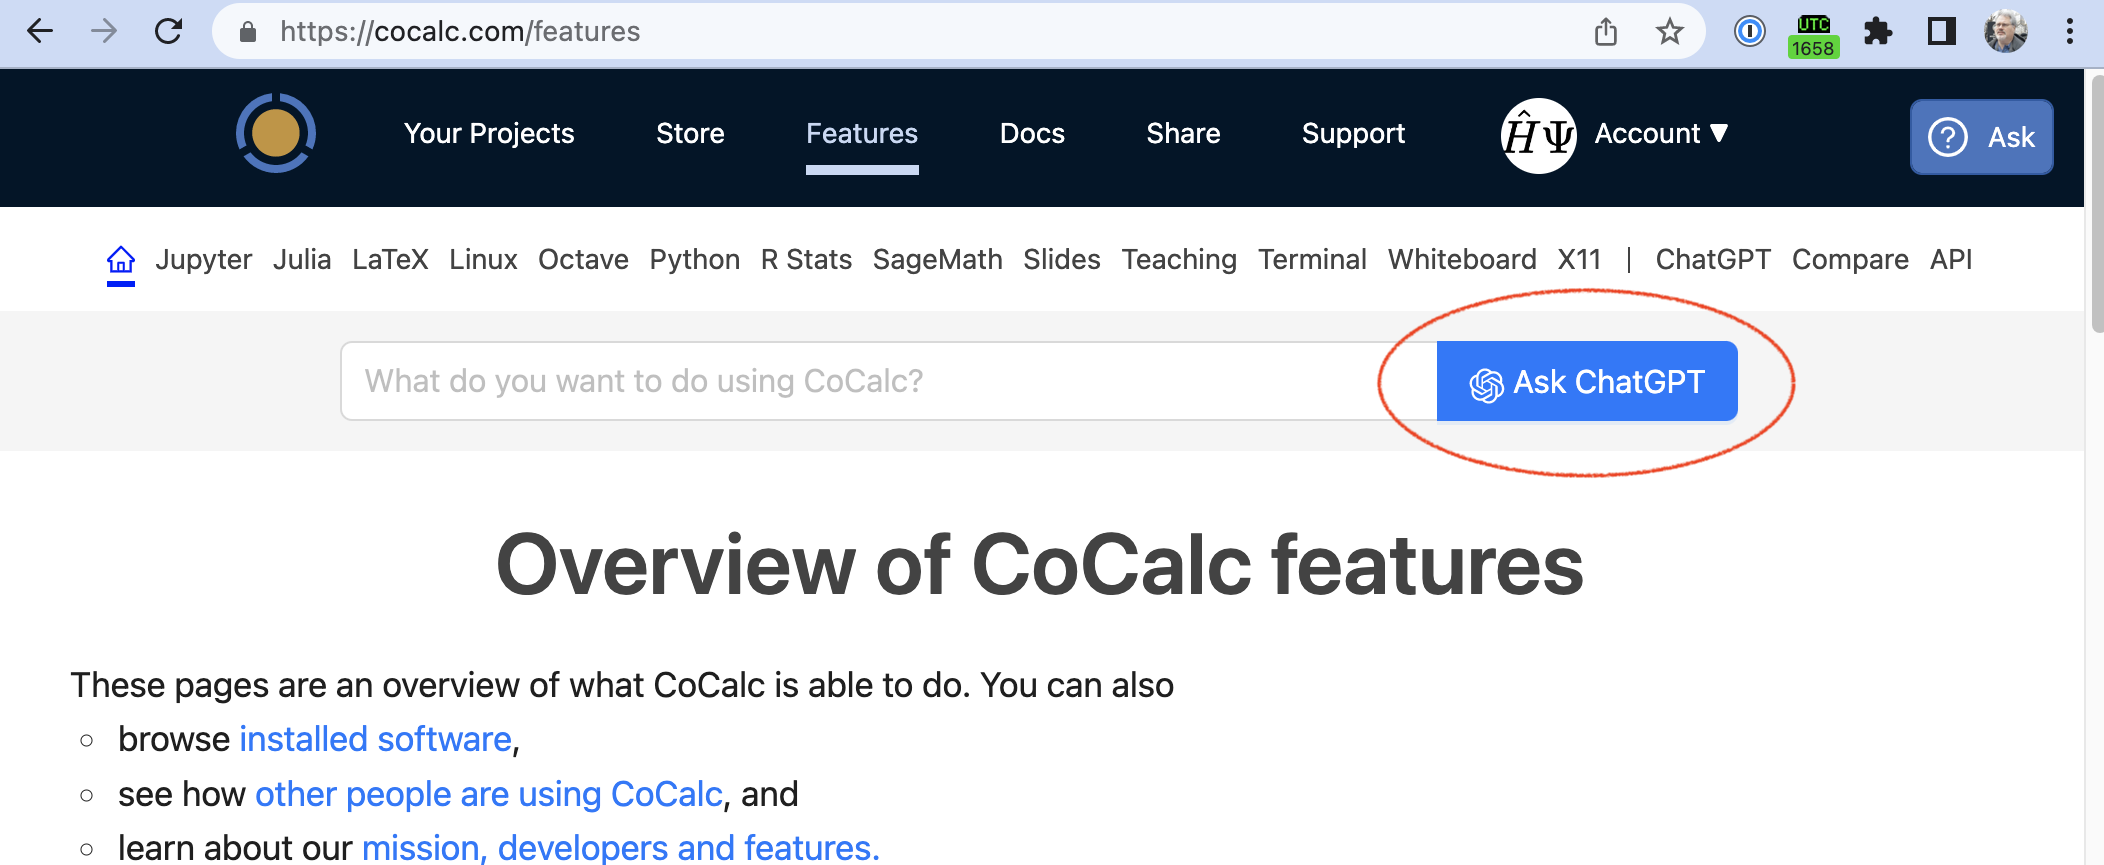 https://cocalc.com/features
UTC
1658
Your Projects Store Features Docs Share Support ĤΨ Account ▼ ? Ask
Jupyter Julia LaTeX Linux Octave Python R Stats SageMath Slides Teaching Terminal Whiteboard X11 | ChatGPT Compare API
What do you want to do using CoCalc? Ask ChatGPT
Overview of CoCalc features
These pages are an overview of what CoCalc is able to do. You can also
browse installed software,
see how other people are using CoCalc, and
learn about our mission, developers and features.